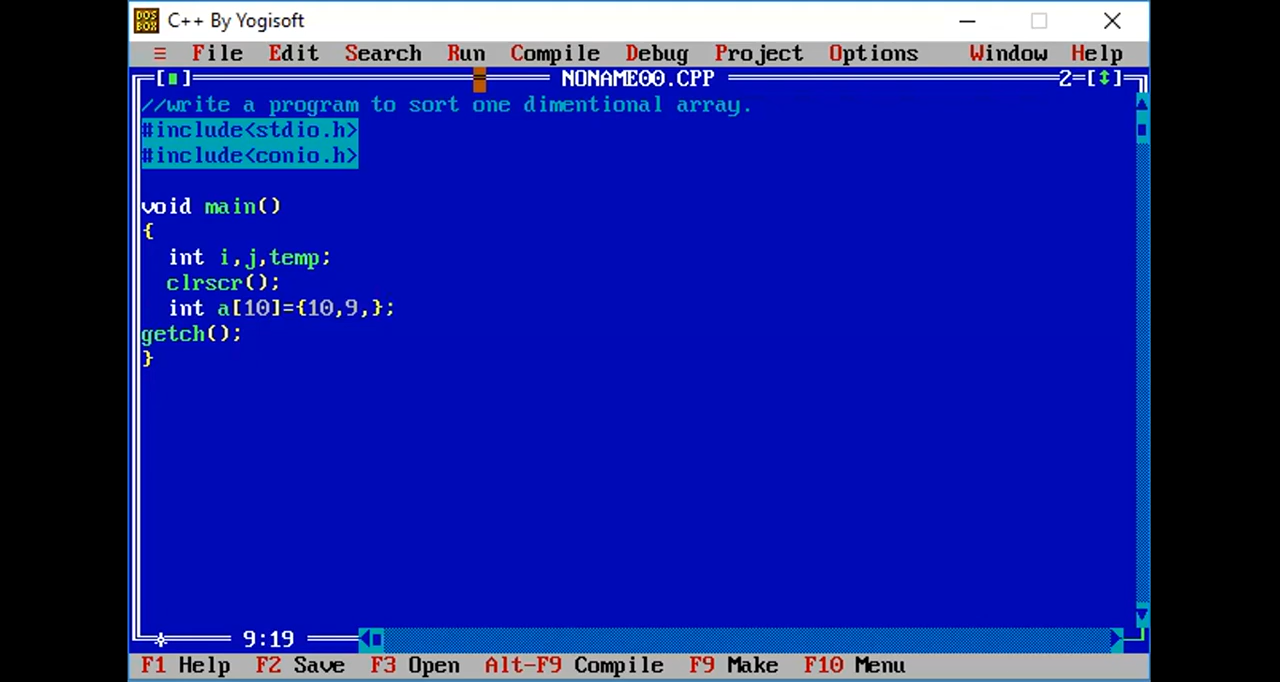 DOS BOX C++ By Yogisoft
≡ File Edit Search Run Compile Debug Project Options Window Help
[■] NONAME00.CPP 2=[↕]
//write a program to sort one dimentional array.
#include<stdio.h>
#include<conio.h>
void main()
{
int i,j,temp;
clrscr();
int a[10]={10,9,};
getch();
}
9:19
F1 Help F2 Save F3 Open Alt-F9 Compile F9 Make F10 Menu